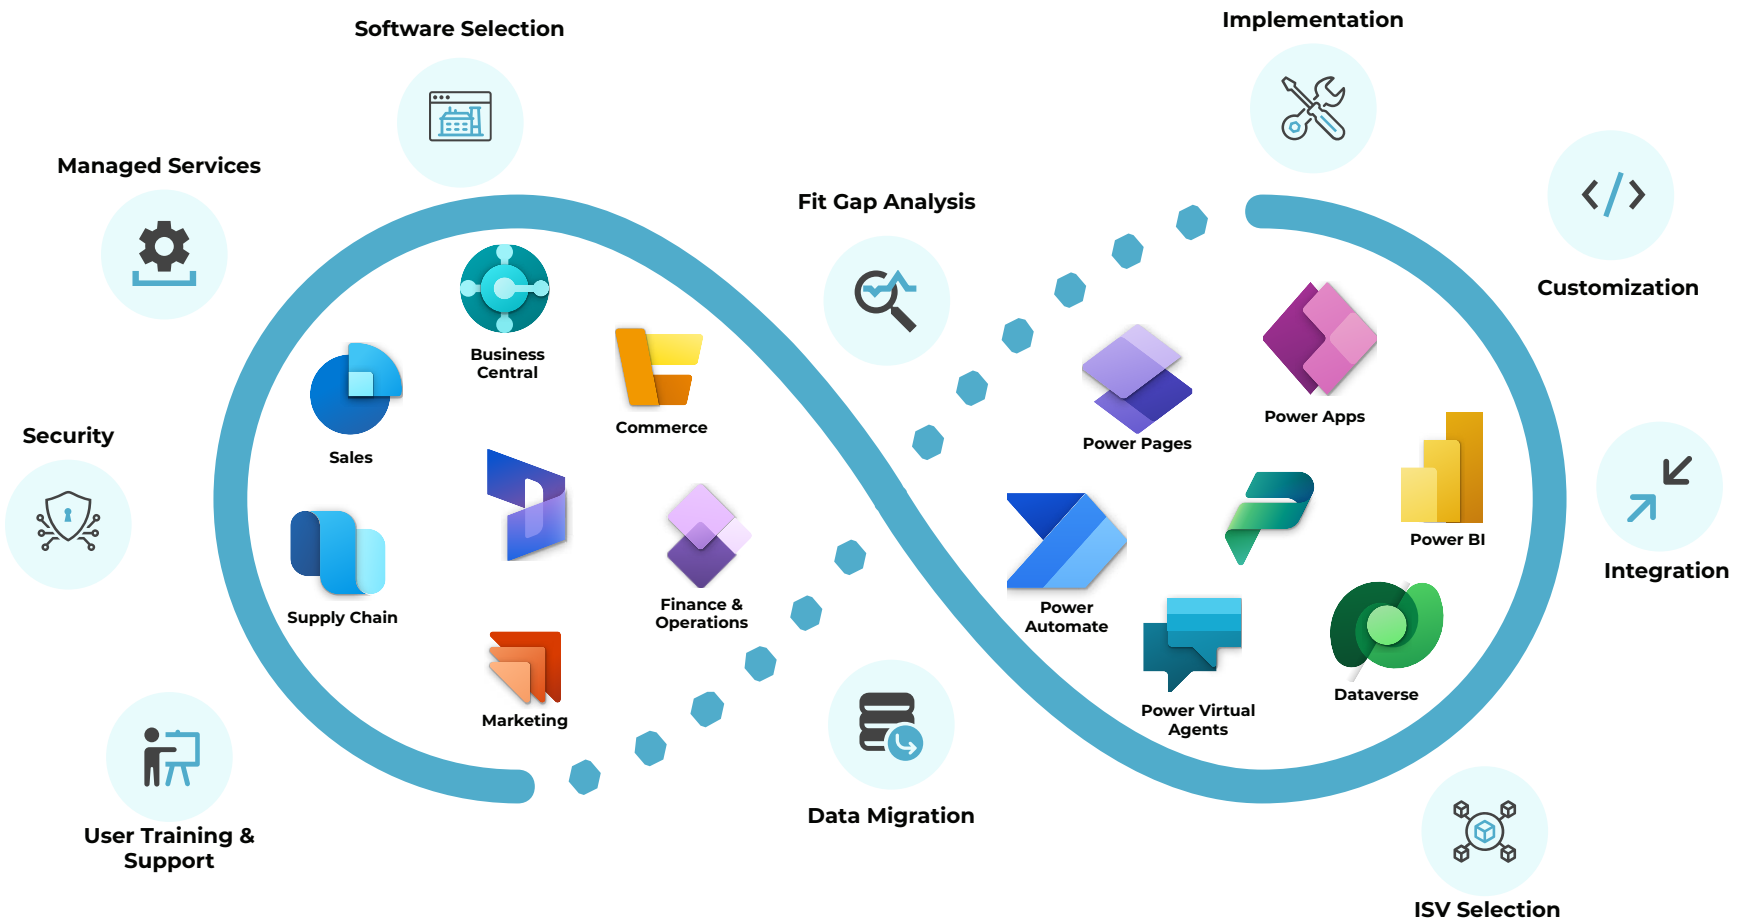 Software Selection
Implementation
Managed Services
Fit Gap Analysis
Customization
Security
Integration
User Training &
Support
Data Migration
ISV Selection
Business
Central
Commerce
Sales
Supply Chain
Finance &
Operations
Marketing
Power Pages
Power Apps
Power BI
Power
Automate
Power Virtual
Agents
Dataverse